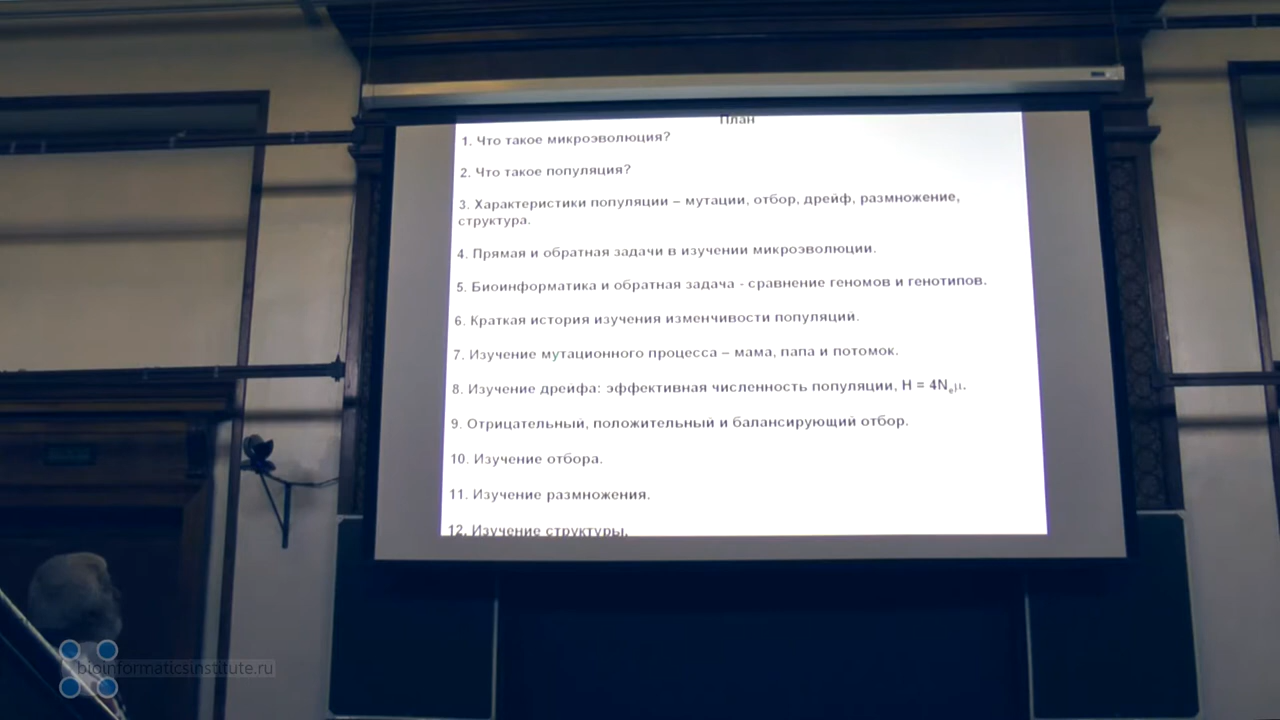 План
1. Что такое микроэволюция?
2. Что такое популяция?
3. Характеристики популяции – мутации, отбор, дрейф, размножение,
структура.
4. Прямая и обратная задачи в изучении микроэволюции.
5. Биоинформатика и обратная задача - сравнение геномов и генотипов.
6. Краткая история изучения изменчивости популяций.
7. Изучение мутационного процесса – мама, папа и потомок.
8. Изучение дрейфа: эффективная численность популяции, H = 4Nₑμ.
9. Отрицательный, положительный и балансирующий отбор.
10. Изучение отбора.
11. Изучение размножения.
12. Изучение структуры.
bioinformaticsinstitute.ru